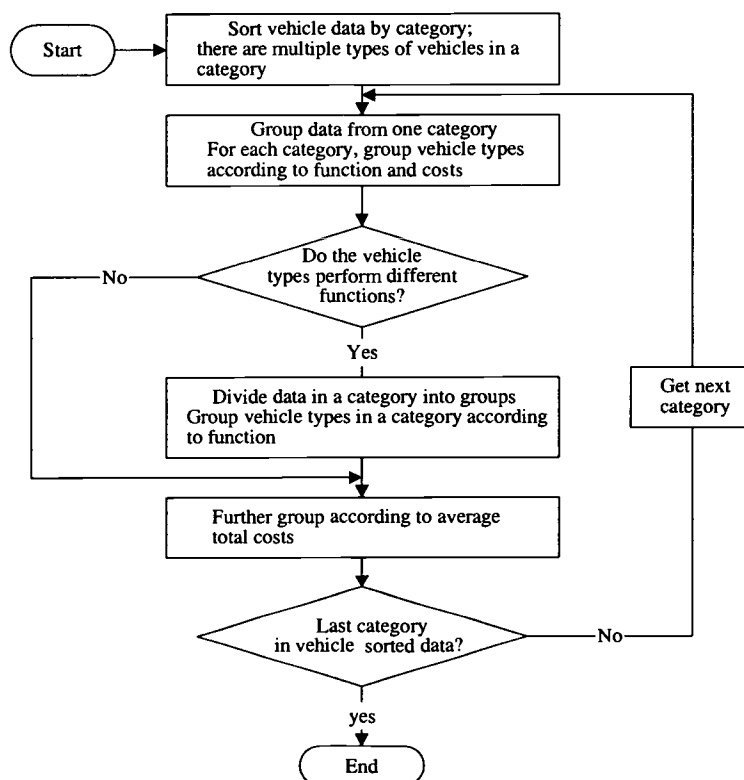 Start
Sort vehicle data by category;
there are multiple types of vehicles in a
category
Group data from one category
For each category, group vehicle types
according to function and costs
Do the vehicle
types perform different
functions?
No
Yes
Divide data in a category into groups
Group vehicle types in a category according
to function
Get next
category
Further group according to average
total costs
Last category
in vehicle sorted data?
No
yes
End